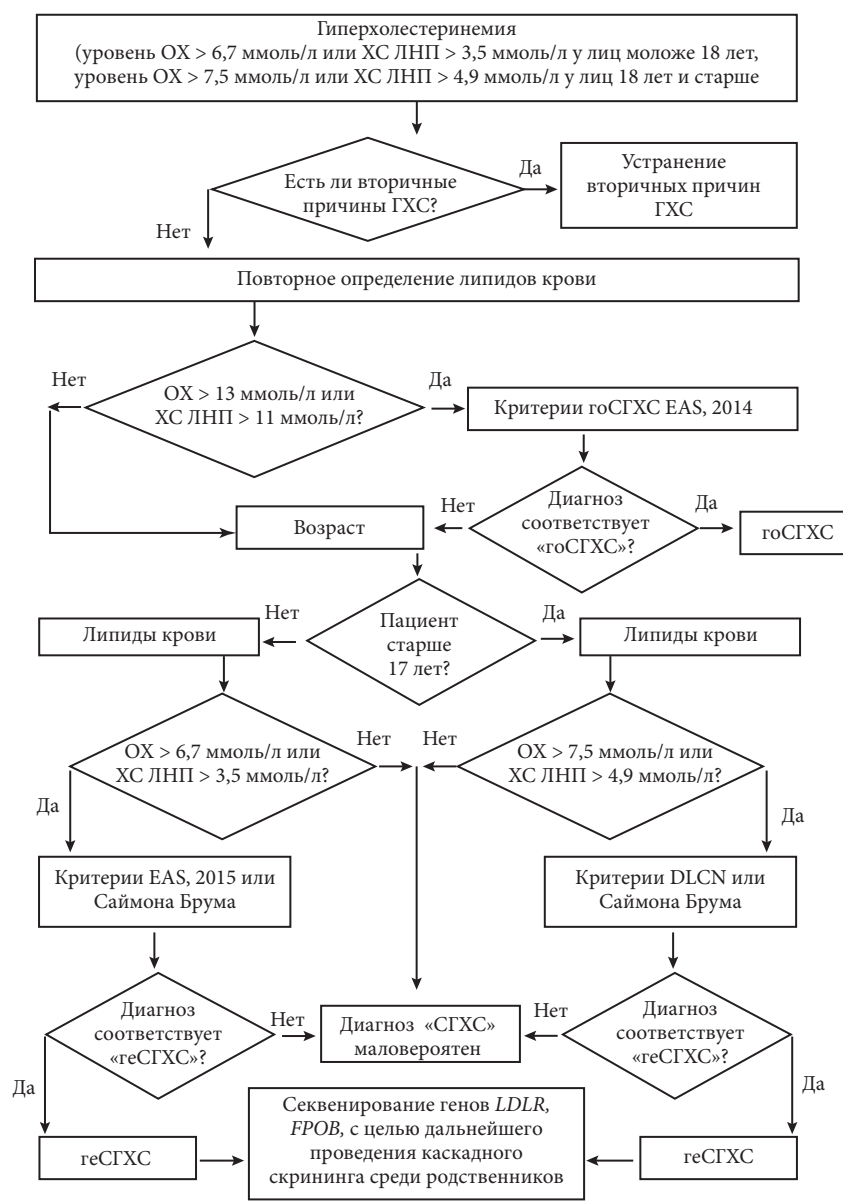 Гиперхолестеринемия
(уровень ОХ > 6,7 ммоль/л или ХС ЛНП > 3,5 ммоль/л у лиц моложе 18 лет,
уровень ОХ > 7,5 ммоль/л или ХС ЛНП > 4,9 ммоль/л у лиц 18 лет и старше
Есть ли вторичные
причины ГХС?
Да
Устранение
вторичных причин
ГХС
Нет
Повторное определение липидов крови
Нет
ОХ > 13 ммоль/л или
ХС ЛНП > 11 ммоль/л?
Да
Критерии гоСГХС EAS, 2014
Возраст
Нет
Диагноз
соответствует
«гоСГХС»?
Да
гоСГХС
Липиды крови
Нет
Пациент
старше
17 лет?
Да
Липиды крови
ОХ > 6,7 ммоль/л или
ХС ЛНП > 3,5 ммоль/л?
Нет
Нет
ОХ > 7,5 ммоль/л или
ХС ЛНП > 4,9 ммоль/л?
Да
Да
Критерии EAS, 2015 или
Саймона Брума
Критерии DLCN или
Саймона Брума
Диагноз
соответствует
«геСГХС»?
Нет
Диагноз «СГХС»
маловероятен
Нет
Диагноз
соответствует
«геСГХС»?
Да
Да
геСГХС
Секвенирование генов LDLR,
FPOB, с целью дальнейшего
проведения каскадного
скрининга среди родственников
геСГХС